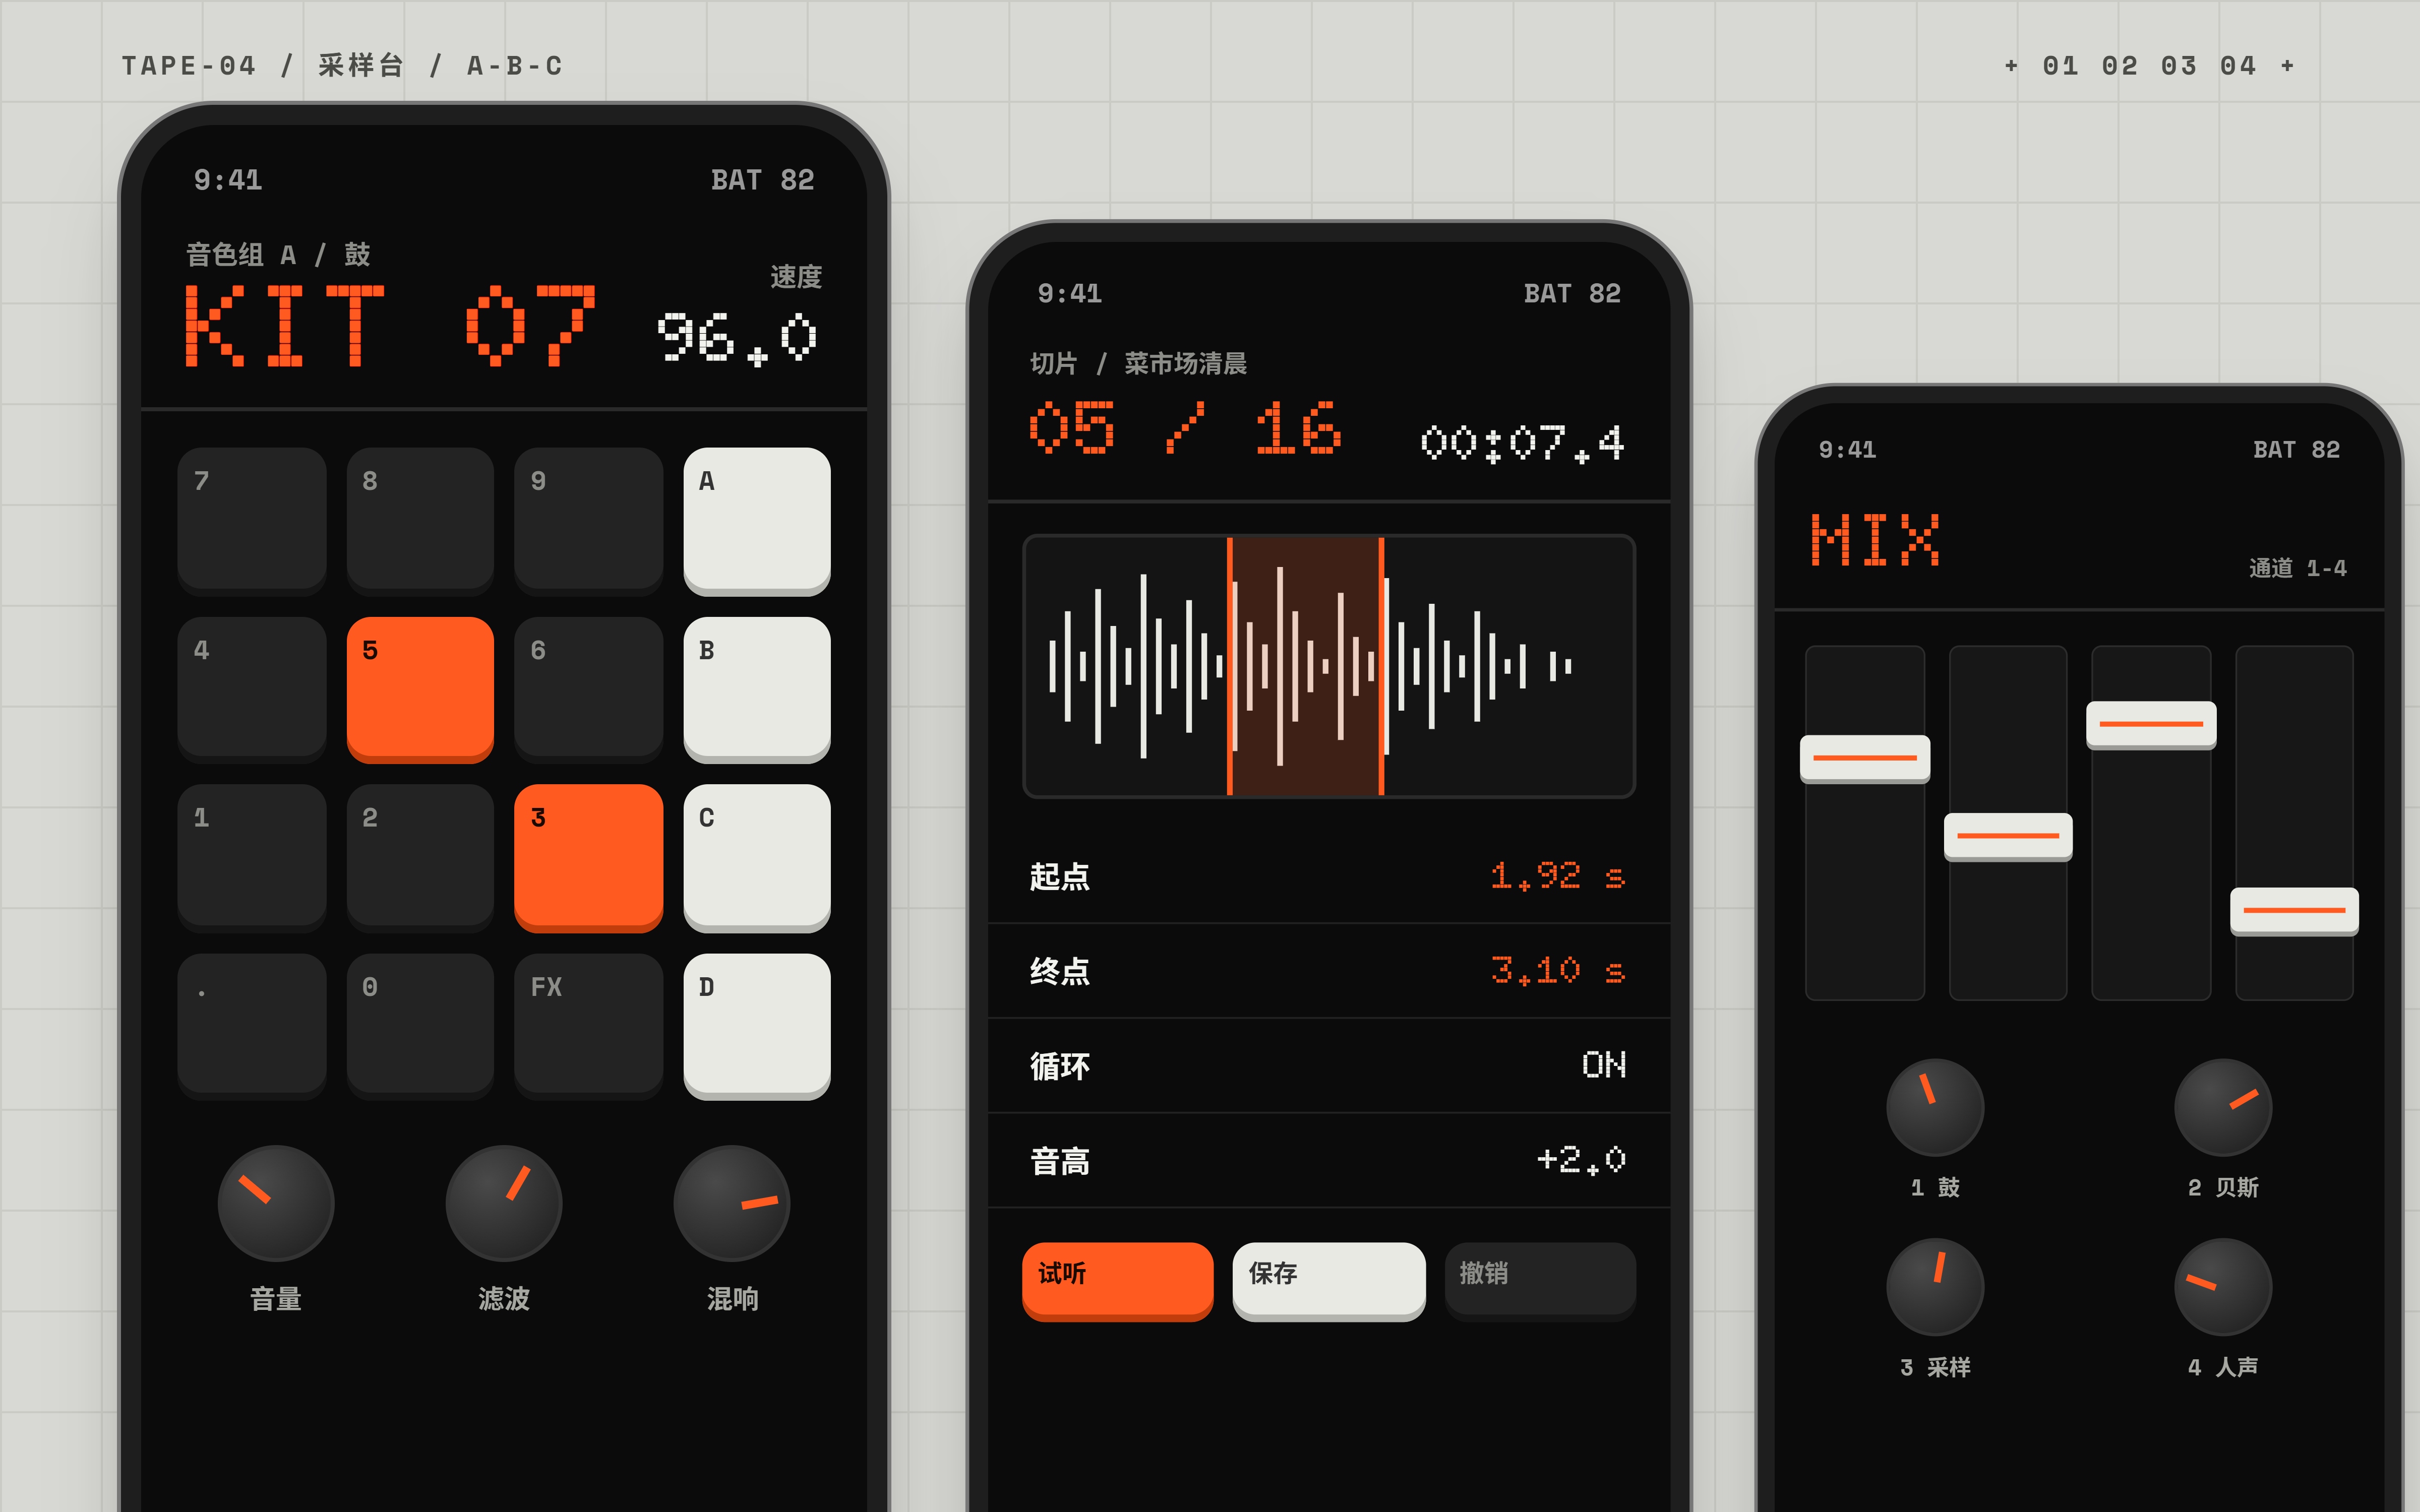 TAPE-04 / 采样台 / A-B-C
+ 01 02 03 04 +
9:41 BAT 82
音色组 A / 鼓
速度
KIT 07 96.0
7 8 9 A
4 5 6 B
1 2 3 C
. 0 FX D
音量 滤波 混响
9:41 BAT 82
切片 / 菜市场清晨
05 / 16 00:07.4
起点 1.92 s
终点 3.10 s
循环 ON
音高 +2.0
试听 保存 撤销
9:41 BAT 82
MIX 通道 1-4
1 鼓 2 贝斯
3 采样 4 人声